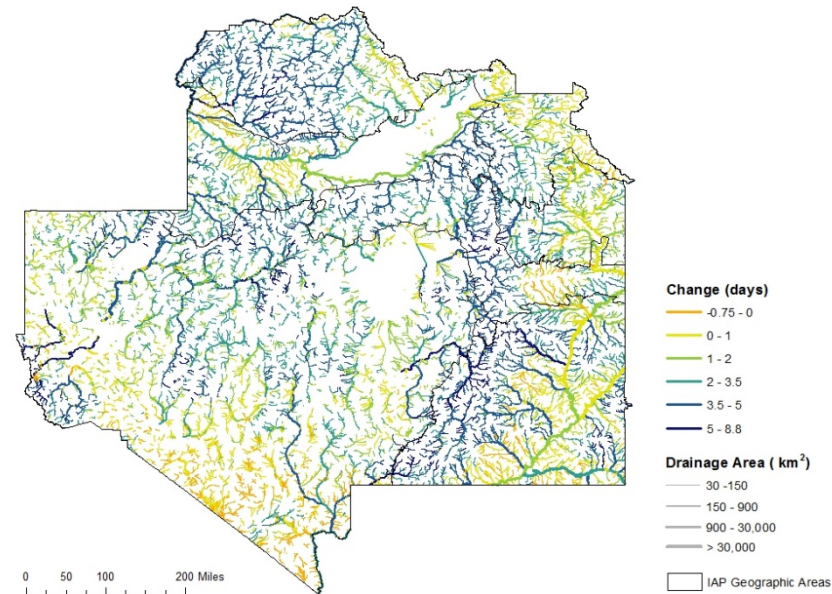 Change (days)
-0.75 - 0
0 - 1
1 - 2
2 - 3.5
3.5 - 5
5 - 8.8
Drainage Area ( km²)
30 -150
150 - 900
900 - 30,000
> 30,000
IAP Geographic Areas
0 50 100 200 Miles